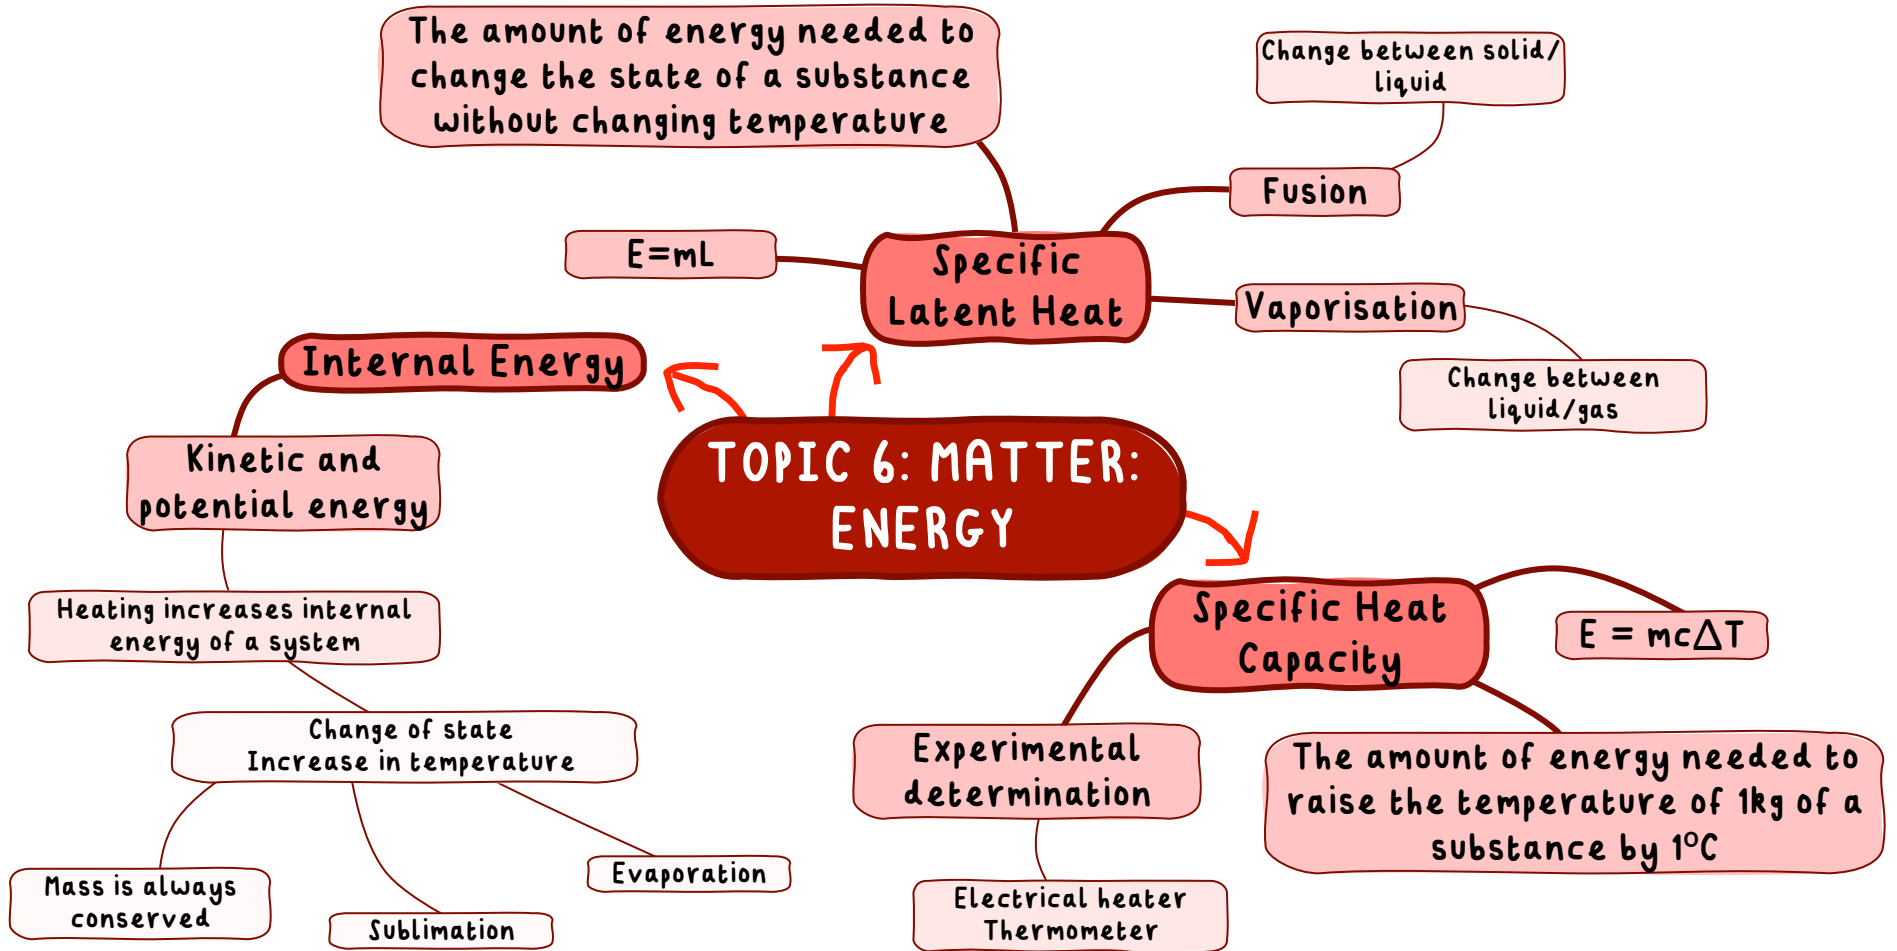 The amount of energy needed to
change the state of a substance
without changing temperature
Change between solid/
liquid
Fusion
E=mL
Specific
Latent Heat
Vaporisation
Change between
liquid/gas
Internal Energy
Kinetic and
potential energy
Heating increases internal
energy of a system
Change of state
Increase in temperature
Mass is always
conserved
Sublimation
Evaporation
TOPIC 6: MATTER:
ENERGY
Specific Heat
Capacity
E = mcΔT
Experimental
determination
Electrical heater
Thermometer
The amount of energy needed to
raise the temperature of 1kg of a
substance by 1ºC